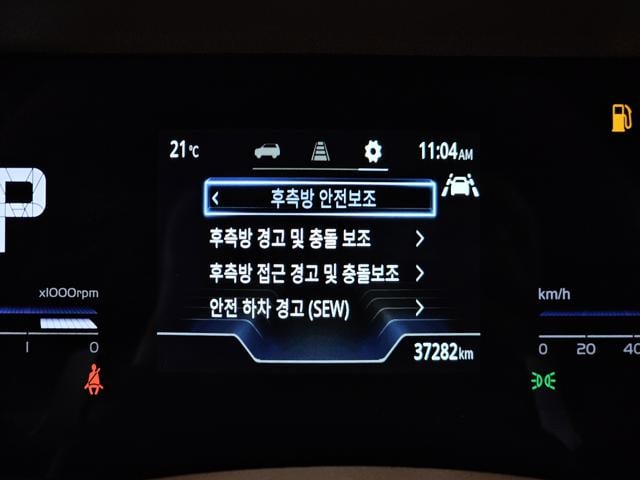 21℃
11:04AM
P
후측방 안전보조
후측방 경고 및 충돌 보조
후측방 접근 경고 및 충돌보조
안전 하차 경고 (SEW)
x1000rpm
km/h
1 0
0 20 40
37282km